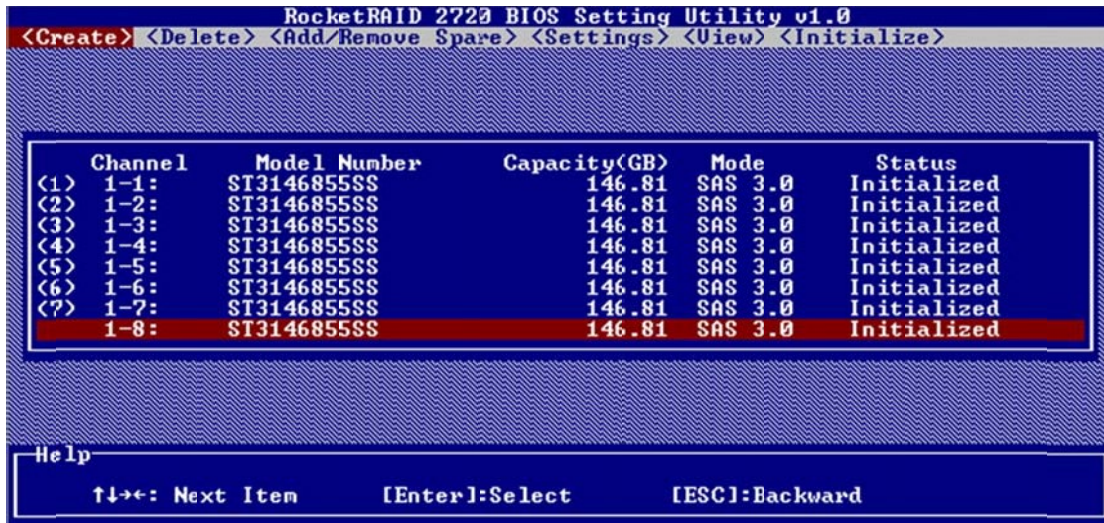 RocketRAID 2720 BIOS Setting Utility v1.0
<Create> <Delete> <Add/Remove Spare> <Settings> <View> <Initialize>
Channel Model Number Capacity(GB) Mode Status
(1) 1-1: ST3146855SS 146.81 SAS 3.0 Initialized
(2) 1-2: ST3146855SS 146.81 SAS 3.0 Initialized
(3) 1-3: ST3146855SS 146.81 SAS 3.0 Initialized
(4) 1-4: ST3146855SS 146.81 SAS 3.0 Initialized
(5) 1-5: ST3146855SS 146.81 SAS 3.0 Initialized
(6) 1-6: ST3146855SS 146.81 SAS 3.0 Initialized
(7) 1-7: ST3146855SS 146.81 SAS 3.0 Initialized
1-8: ST3146855SS 146.81 SAS 3.0 Initialized
Help
↑↓→←: Next Item [Enter]:Select [ESC]:Backward